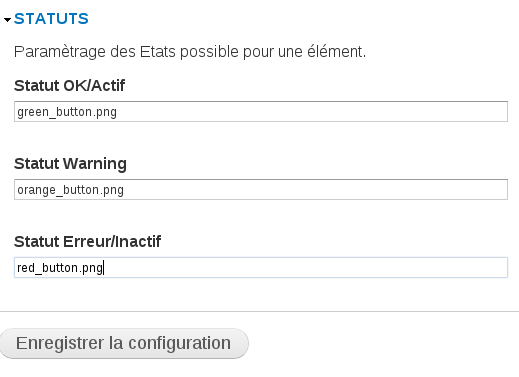 STATUTS
Paramètrage des Etats possible pour une élément.
Statut OK/Actif
green_button.png
Statut Warning
orange_button.png
Statut Erreur/Inactif
red_button.png
Enregistrer la configuration